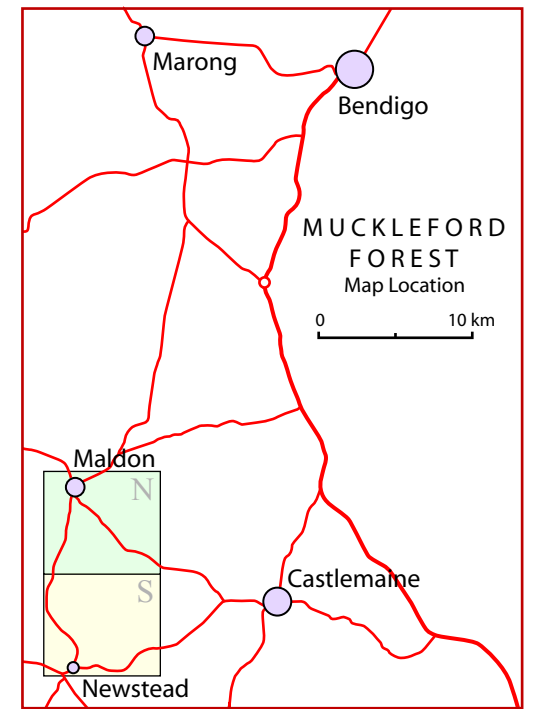 Marong
Bendigo
MUCKLEFORD
FOREST
Map Location
0 10 km
Maldon
N
S
Castlemaine
Newstead